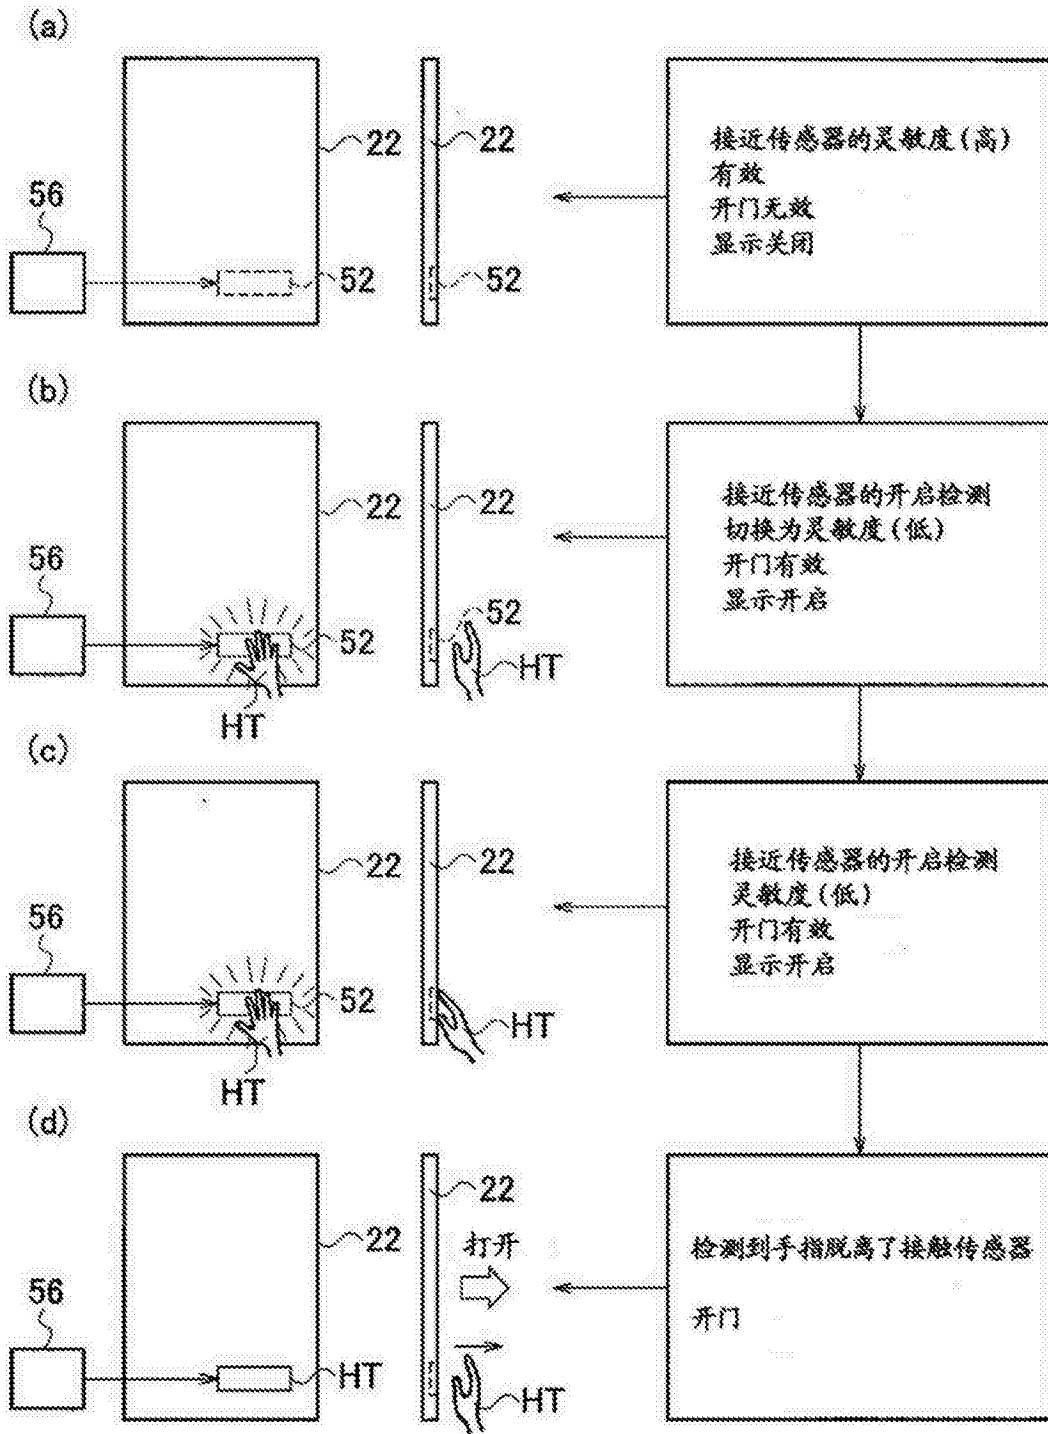 (a)
22
22
接近传感器的灵敏度(高)
有效
开门无效
显示关闭
56
52
52
(b)
22
22
接近传感器的开启检测
切换为灵敏度(低)
开门有效
显示开启
56
52
52
HT
HT
(c)
22
22
接近传感器的开启检测
灵敏度(低)
开门有效
显示开启
56
52
HT
HT
(d)
22
22
打开
检测到手指脱离了接触传感器
开门
56
HT
HT